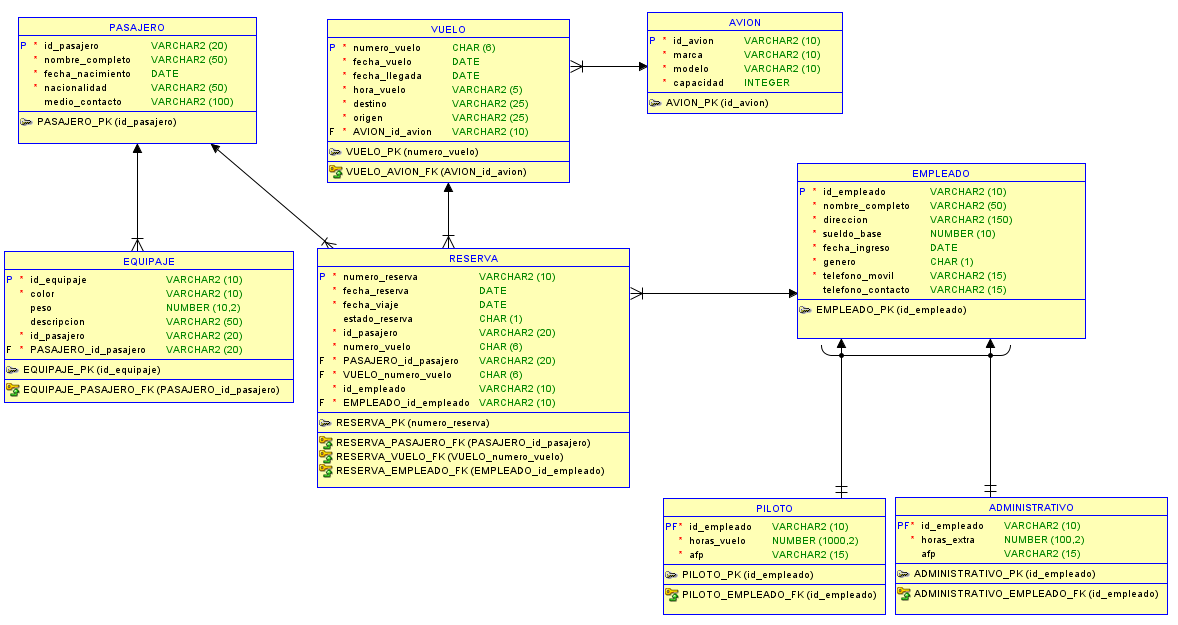 PASAJERO
P * id_pasajero VARCHAR2 (20)
* nombre_completo VARCHAR2 (50)
* fecha_nacimiento DATE
* nacionalidad VARCHAR2 (50)
medio_contacto VARCHAR2 (100)
PASAJERO_PK (id_pasajero)
VUELO
P * numero_vuelo CHAR (6)
* fecha_vuelo DATE
* fecha_llegada DATE
* hora_vuelo VARCHAR2 (5)
* destino VARCHAR2 (25)
* origen VARCHAR2 (25)
F * AVION_id_avion VARCHAR2 (10)
VUELO_PK (numero_vuelo)
VUELO_AVION_FK (AVION_id_avion)
AVION
P * id_avion VARCHAR2 (10)
* marca VARCHAR2 (10)
* modelo VARCHAR2 (10)
* capacidad INTEGER
AVION_PK (id_avion)
EMPLEADO
P * id_empleado VARCHAR2 (10)
* nombre_completo VARCHAR2 (50)
* direccion VARCHAR2 (150)
* sueldo_base NUMBER (10)
* fecha_ingreso DATE
* genero CHAR (1)
* telefono_movil VARCHAR2 (15)
telefono_contacto VARCHAR2 (15)
EMPLEADO_PK (id_empleado)
EQUIPAJE
P * id_equipaje VARCHAR2 (10)
* color VARCHAR2 (10)
peso NUMBER (10,2)
descripcion VARCHAR2 (50)
* id_pasajero VARCHAR2 (20)
F * PASAJERO_id_pasajero VARCHAR2 (20)
EQUIPAJE_PK (id_equipaje)
EQUIPAJE_PASAJERO_FK (PASAJERO_id_pasajero)
RESERVA
P * numero_reserva VARCHAR2 (10)
* fecha_reserva DATE
* fecha_viaje DATE
estado_reserva CHAR (1)
* id_pasajero VARCHAR2 (20)
* numero_vuelo CHAR (6)
F * PASAJERO_id_pasajero VARCHAR2 (20)
F * VUELO_numero_vuelo CHAR (6)
* id_empleado VARCHAR2 (10)
F * EMPLEADO_id_empleado VARCHAR2 (10)
RESERVA_PK (numero_reserva)
RESERVA_PASAJERO_FK (PASAJERO_id_pasajero)
RESERVA_VUELO_FK (VUELO_numero_vuelo)
RESERVA_EMPLEADO_FK (EMPLEADO_id_empleado)
PILOTO
PF* id_empleado VARCHAR2 (10)
* horas_vuelo NUMBER (1000,2)
* afp VARCHAR2 (15)
PILOTO_PK (id_empleado)
PILOTO_EMPLEADO_FK (id_empleado)
ADMINISTRATIVO
PF* id_empleado VARCHAR2 (10)
* horas_extra NUMBER (100,2)
afp VARCHAR2 (15)
ADMINISTRATIVO_PK (id_empleado)
ADMINISTRATIVO_EMPLEADO_FK (id_empleado)